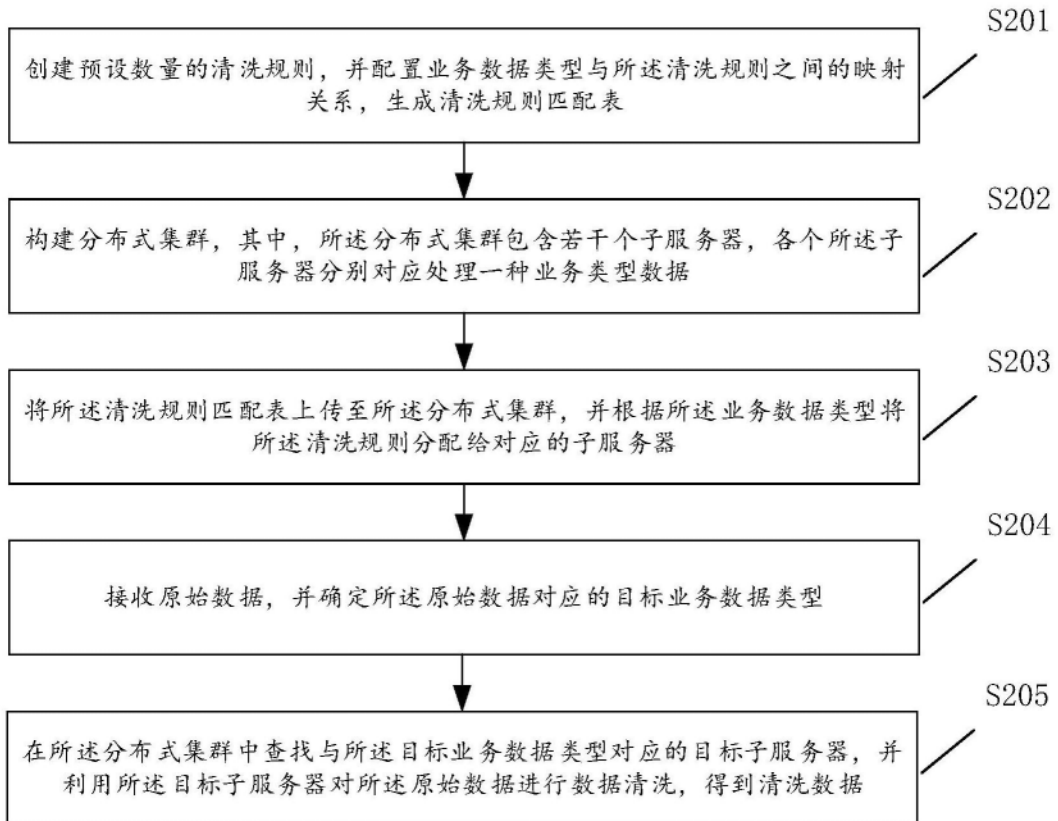 S201
创建预设数量的清洗规则，并配置业务数据类型与所述清洗规则之间的映射
关系，生成清洗规则匹配表
S202
构建分布式集群，其中，所述分布式集群包含若干个子服务器，各个所述子
服务器分别对应处理一种业务类型数据
S203
将所述清洗规则匹配表上传至所述分布式集群，并根据所述业务数据类型将
所述清洗规则分配给对应的子服务器
S204
接收原始数据，并确定所述原始数据对应的目标业务数据类型
S205
在所述分布式集群中查找与所述目标业务数据类型对应的目标子服务器，并
利用所述目标子服务器对所述原始数据进行数据清洗，得到清洗数据